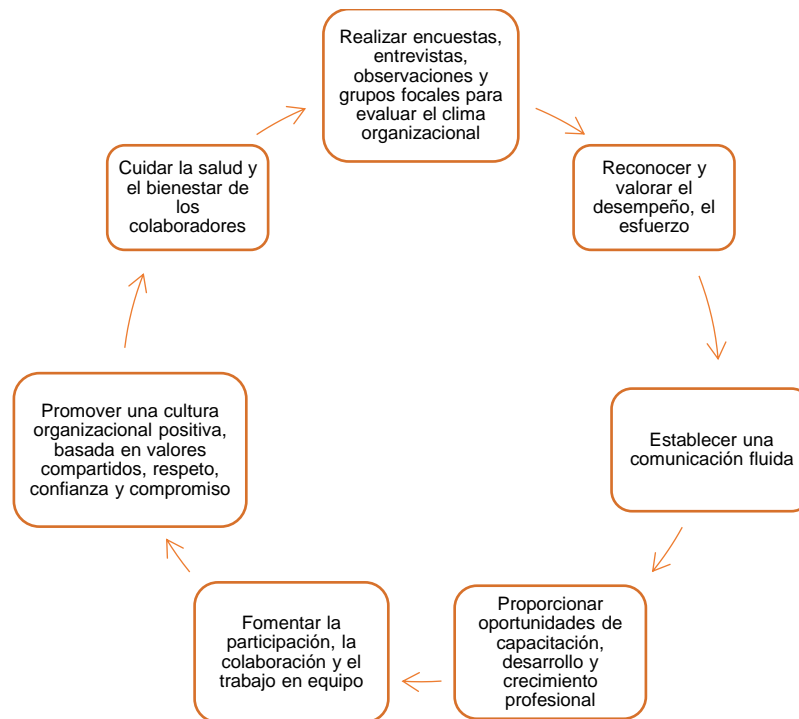 Realizar encuestas,
entrevistas,
observaciones y
grupos focales para
evaluar el clima
organizacional
Reconocer y
valorar el
desempeño, el
esfuerzo
Establecer una
comunicación fluida
Proporcionar
oportunidades de
capacitación,
desarrollo y
crecimiento
profesional
Fomentar la
participación, la
colaboración y el
trabajo en equipo
Promover una cultura
organizacional positiva,
basada en valores
compartidos, respeto,
confianza y compromiso
Cuidar la salud y
el bienestar de
los
colaboradores